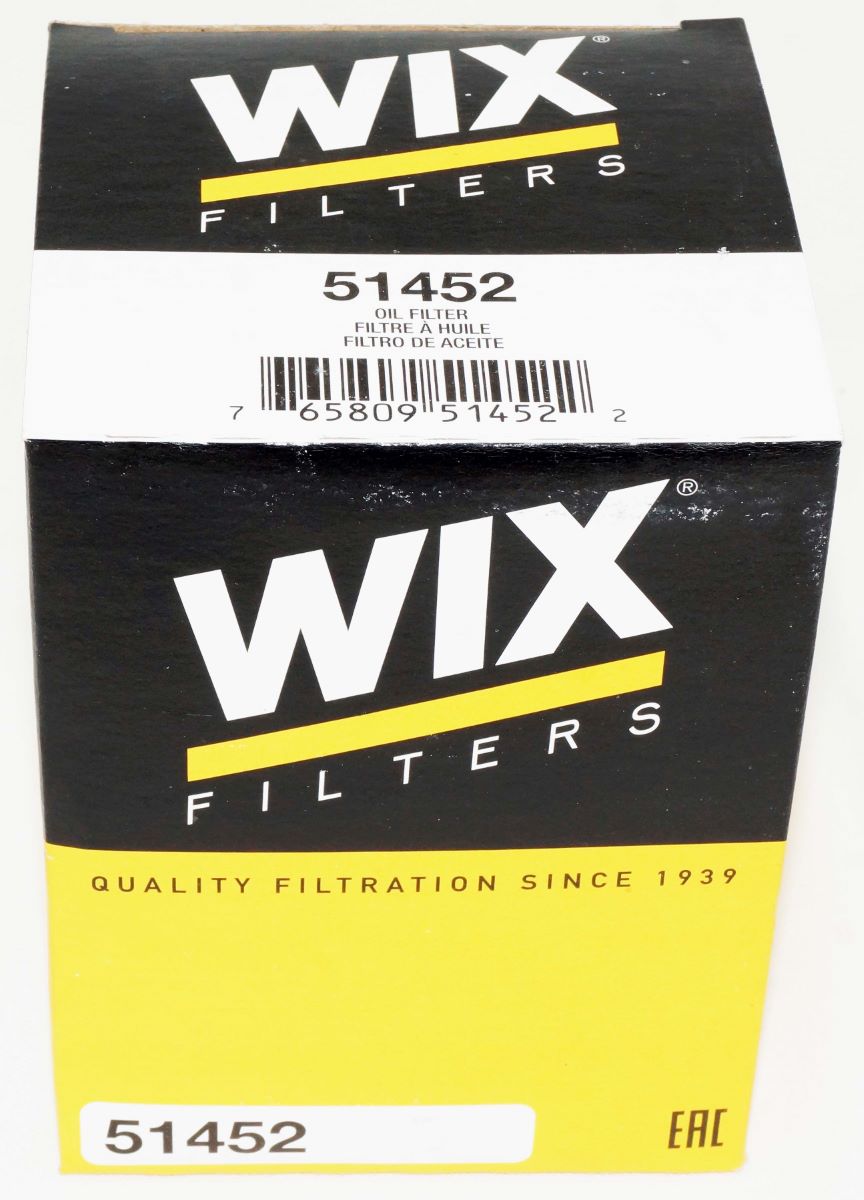 WIX®
FILTERS
51452
OIL FILTER
FILTRE À HUILE
FILTRO DE ACEITE
7 65809 51452 2
WIX®
FILTERS
QUALITY FILTRATION SINCE 1939
51452
EAC